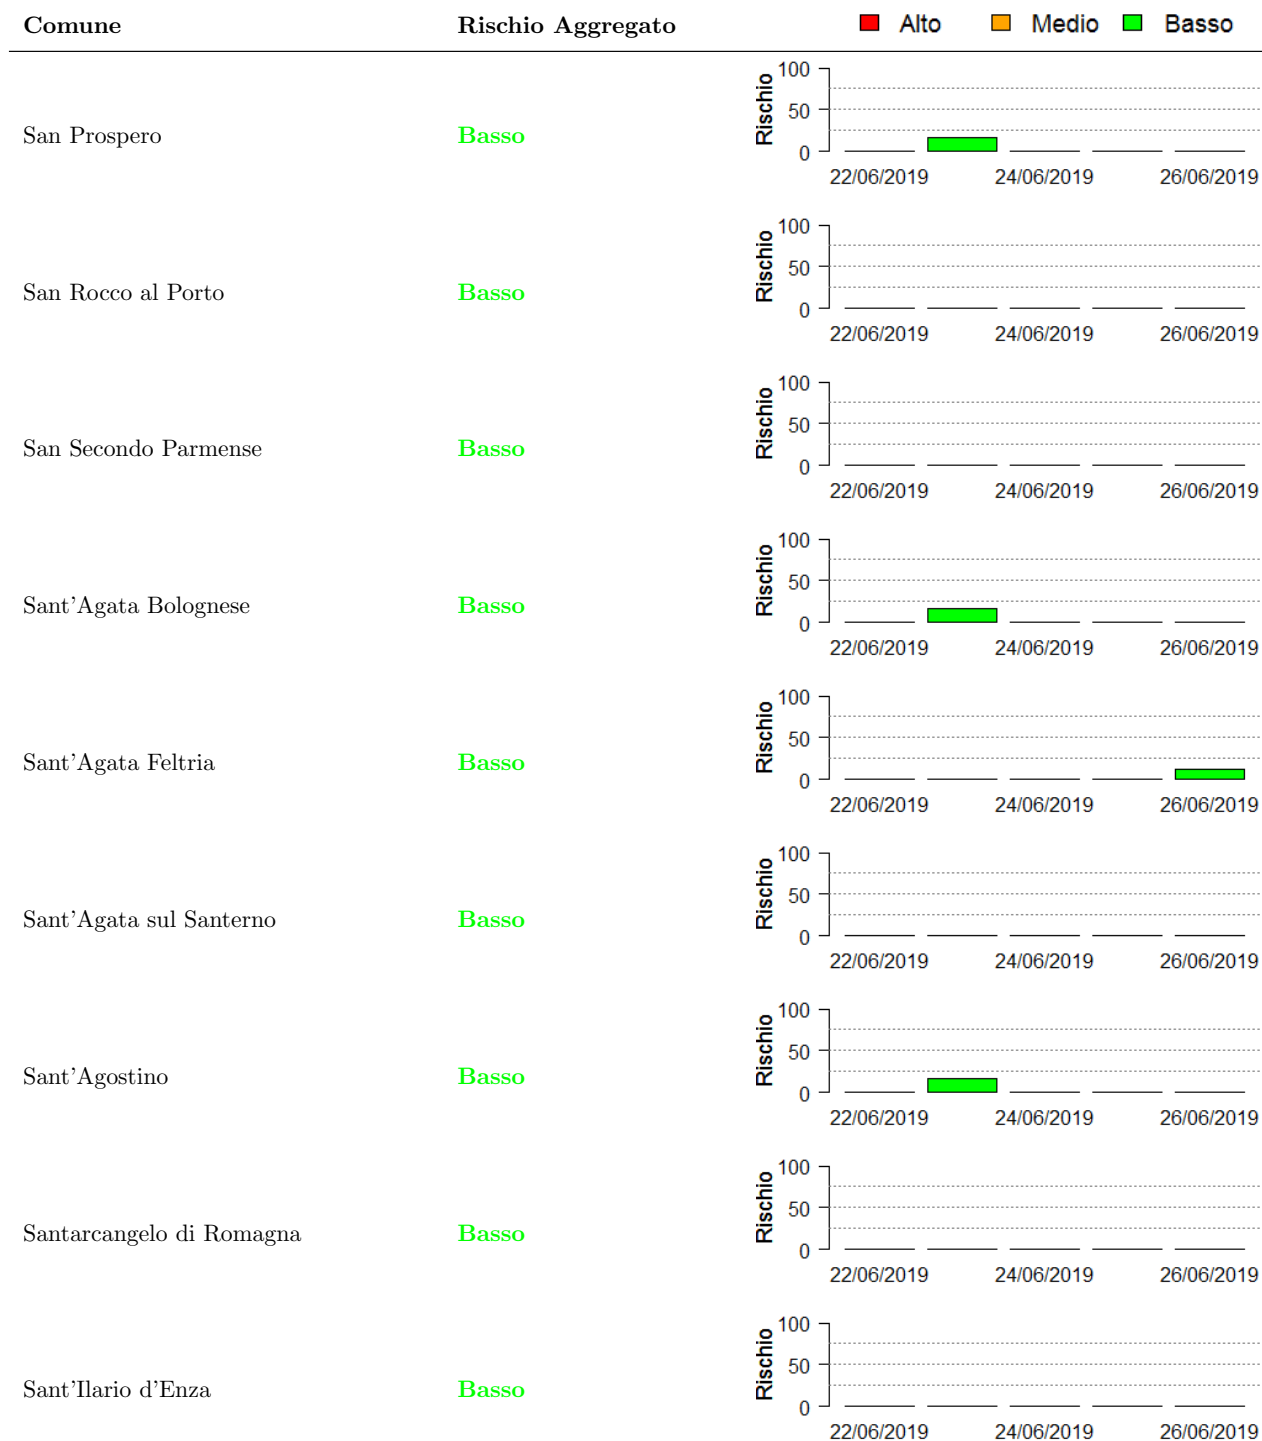 Comune Rischio Aggregato Alto Medio Basso
San Prospero Basso Rischio 100 50 0
22/06/2019 24/06/2019 26/06/2019
San Rocco al Porto Basso Rischio 100 50 0
22/06/2019 24/06/2019 26/06/2019
San Secondo Parmense Basso Rischio 100 50 0
22/06/2019 24/06/2019 26/06/2019
Sant'Agata Bolognese Basso Rischio 100 50 0
22/06/2019 24/06/2019 26/06/2019
Sant'Agata Feltria Basso Rischio 100 50 0
22/06/2019 24/06/2019 26/06/2019
Sant'Agata sul Santerno Basso Rischio 100 50 0
22/06/2019 24/06/2019 26/06/2019
Sant'Agostino Basso Rischio 100 50 0
22/06/2019 24/06/2019 26/06/2019
Santarcangelo di Romagna Basso Rischio 100 50 0
22/06/2019 24/06/2019 26/06/2019
Sant'Ilario d'Enza Basso Rischio 100 50 0
22/06/2019 24/06/2019 26/06/2019